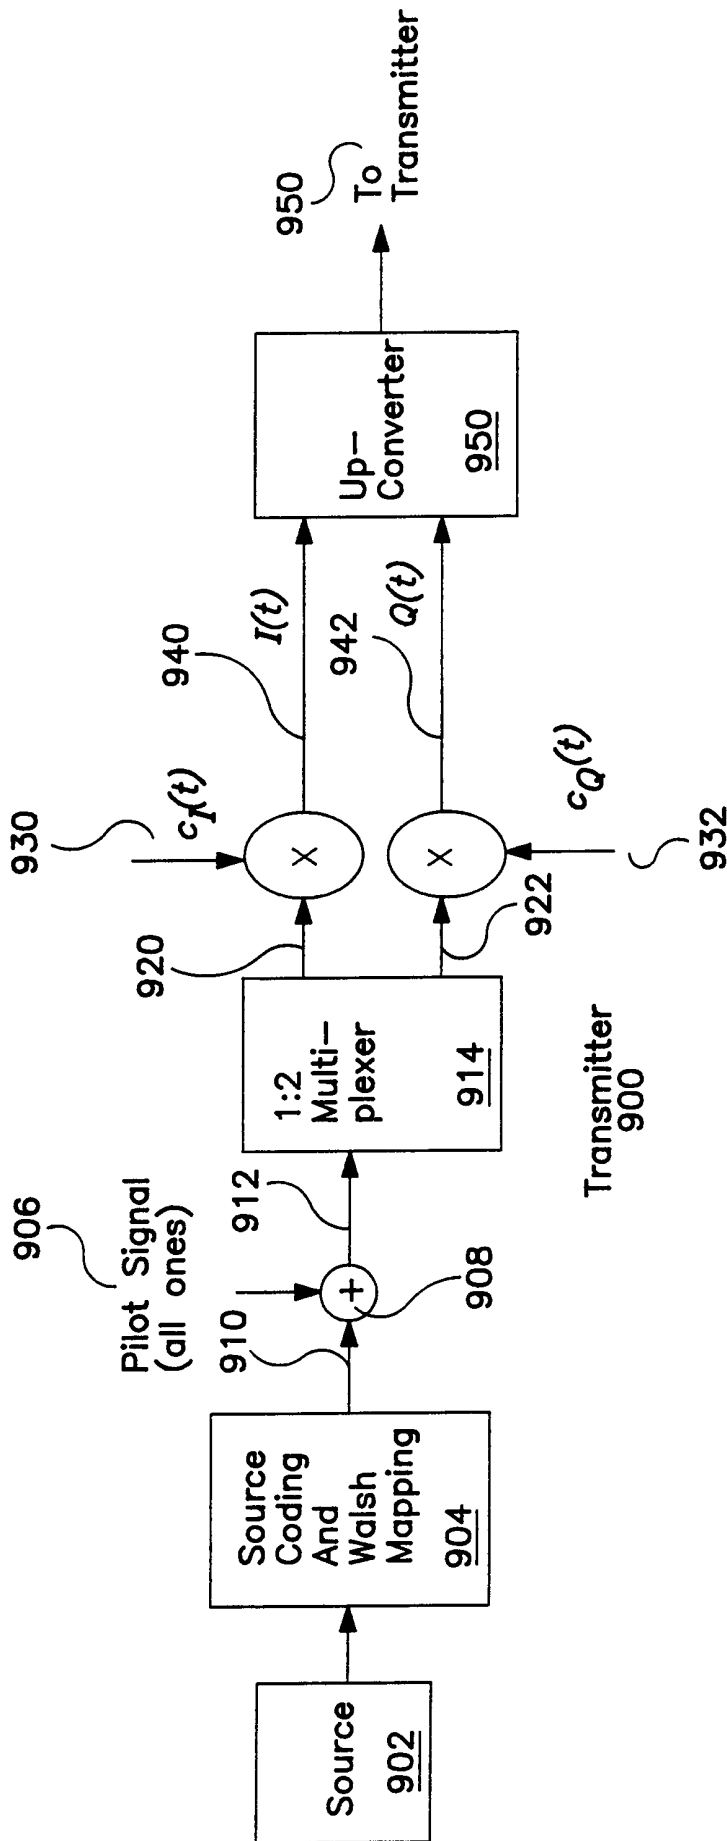 Source
902
Source
Coding
And
Walsh
Mapping
904
906
Pilot Signal
(all ones)
910
912
+
908
1:2
Multi-
plexer
914
920
922
930
c_I(t)
X
X
c_Q(t)
932
940
I(t)
942
Q(t)
Up-
Converter
950
950
To
Transmitter
Transmitter
900